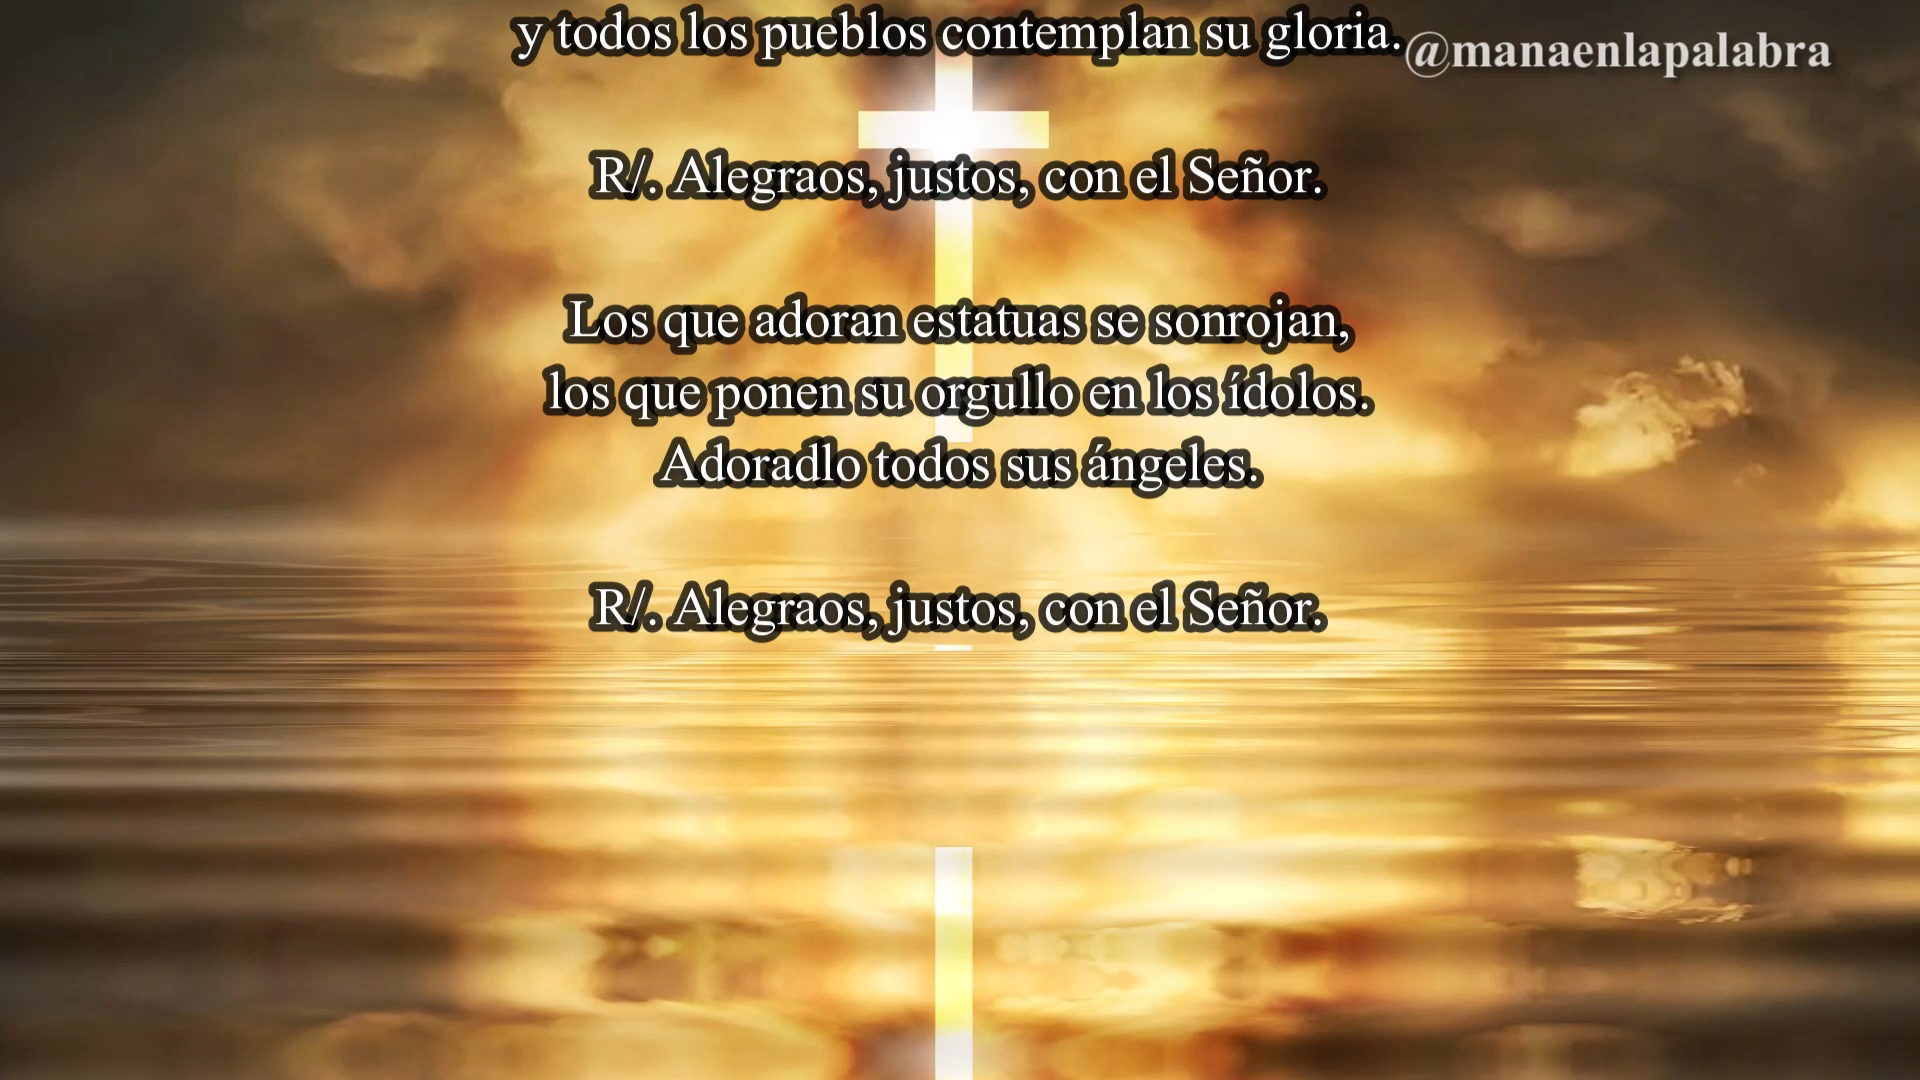 y todos los pueblos contemplan su gloria.
@manaenlapalabra
R/. Alegraos, justos, con el Señor.
Los que adoran estatuas se sonrojan,
los que ponen su orgullo en los ídolos.
Adoradlo todos sus ángeles.
R/. Alegraos, justos, con el Señor.